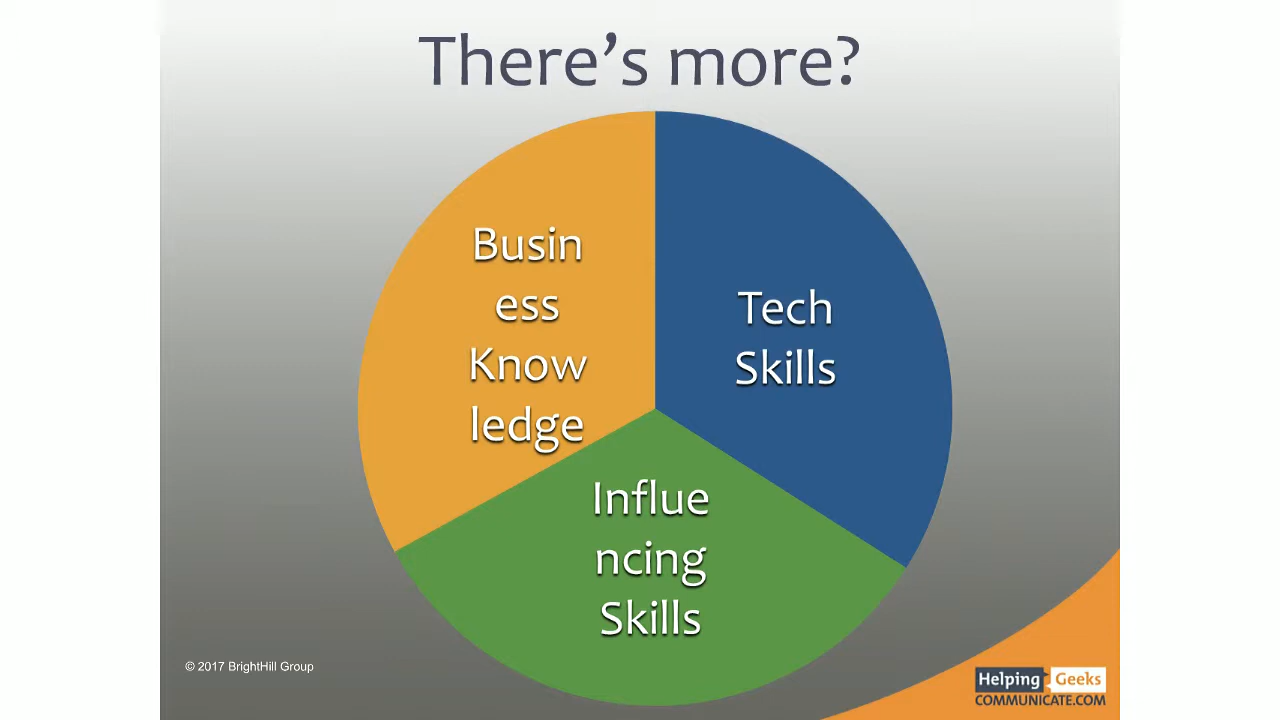 There’s more?
Busin
ess
Know
ledge
Tech
Skills
Influe
ncing
Skills
© 2017 BrightHill Group
Helping Geeks
COMMUNICATE.COM